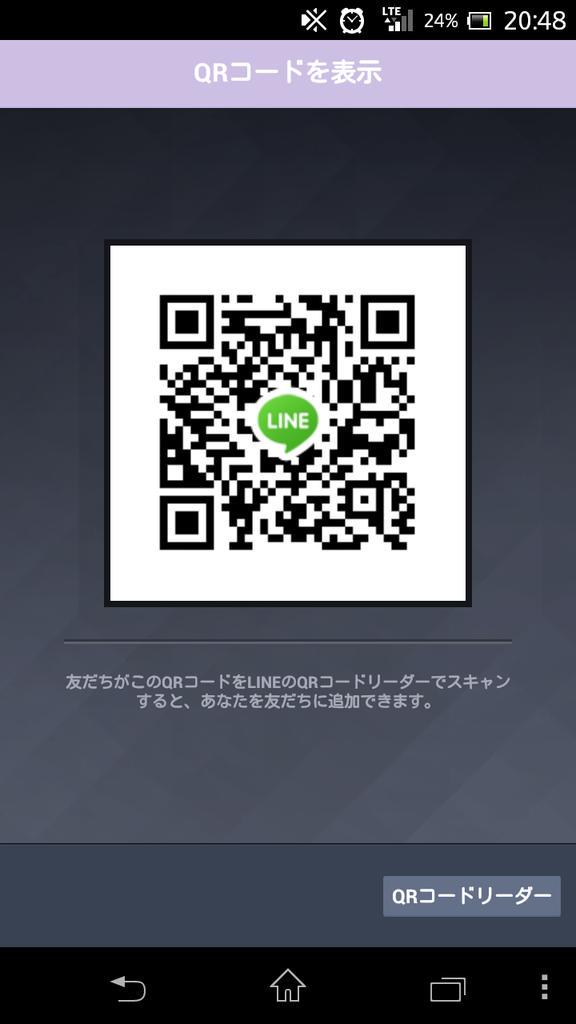 LTE 24% 20:48
QRコードを表示
LINE
友だちがこのQRコードをLINEのQRコードリーダーでスキャン
すると、あなたを友だちに追加できます。
QRコードリーダー